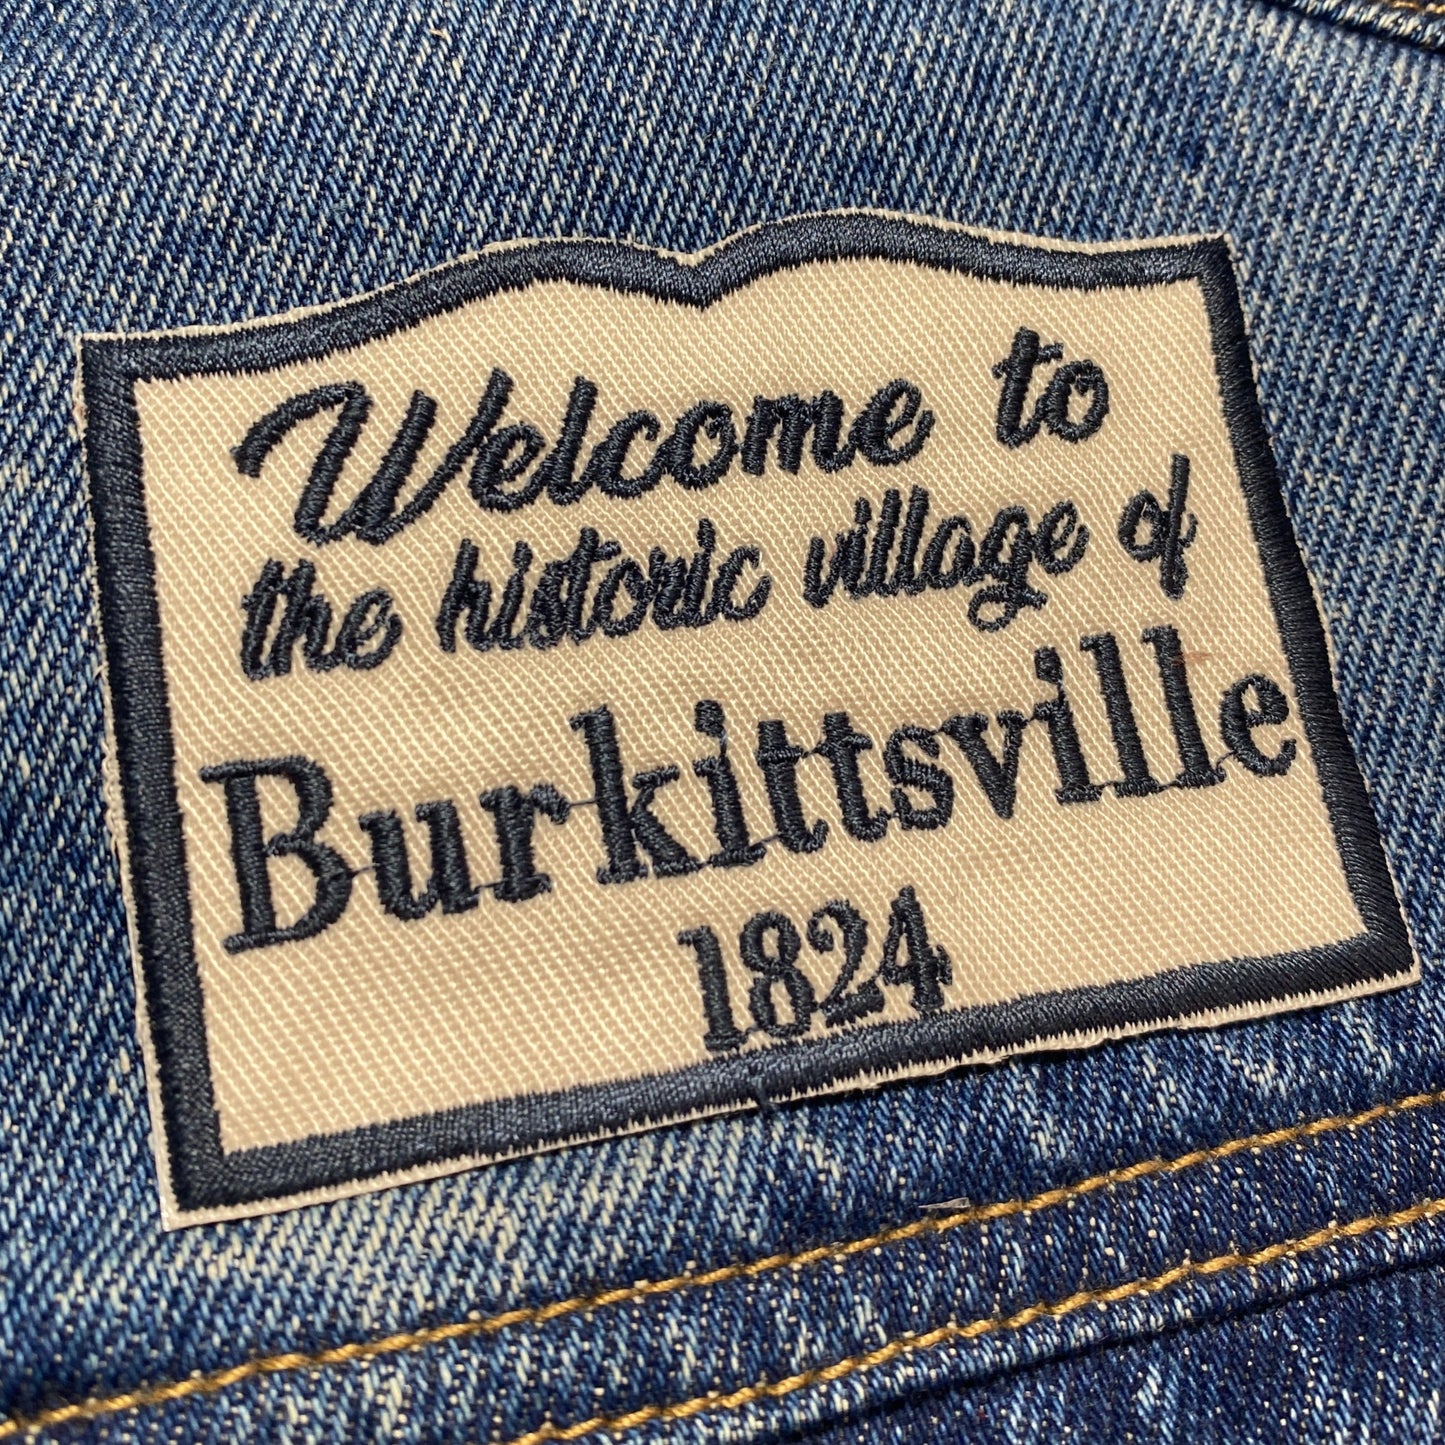 Welcome to
the historic village of
Burkittsville
1824